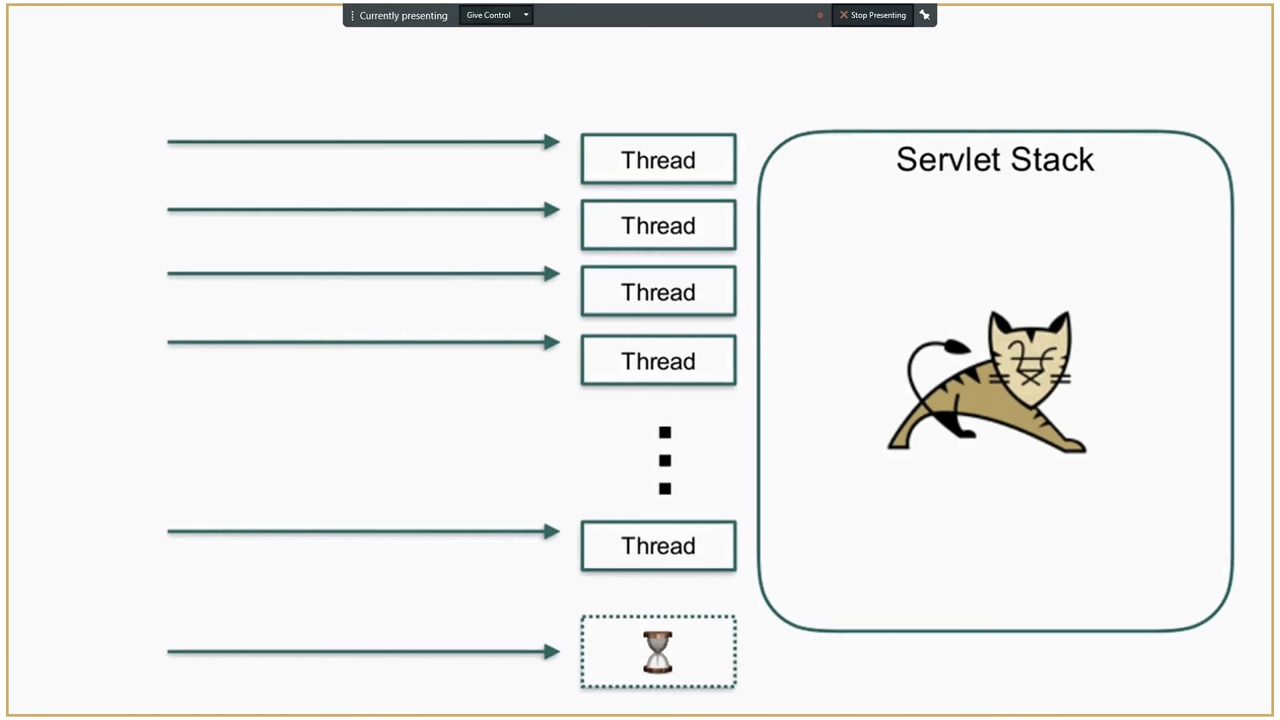 Currently presenting
Give Control
Stop Presenting
Servlet Stack
Thread
Thread
Thread
Thread
Thread